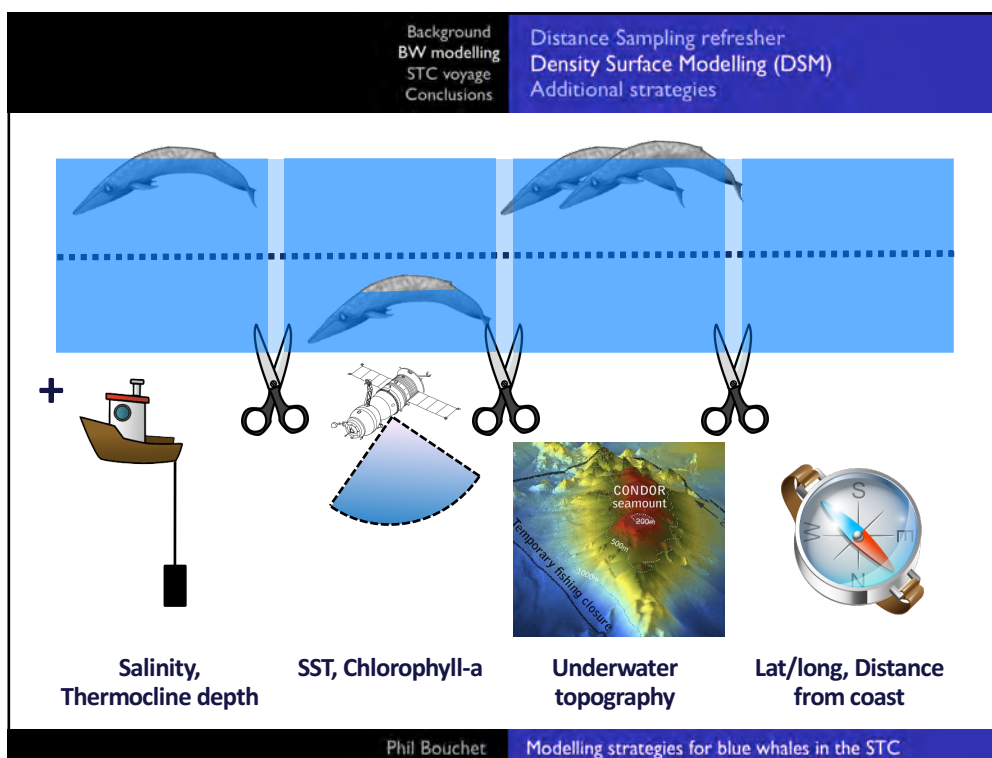 Background
BW modelling
STC voyage
Conclusions
Distance Sampling refresher
Density Surface Modelling (DSM)
Additional strategies
+
CONDOR
seamount
200m
500m
1000m
Temporary fishing closure
S
W
E
N
Salinity,
Thermocline depth
SST, Chlorophyll-a
Underwater
topography
Lat/long, Distance
from coast
Phil Bouchet
Modelling strategies for blue whales in the STC